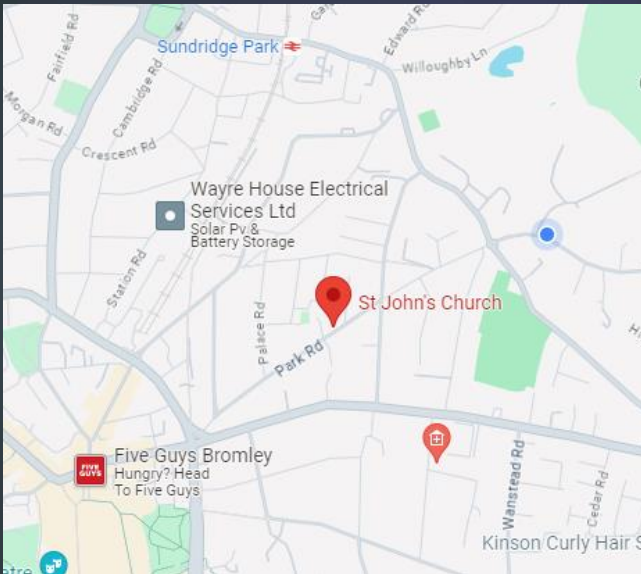 Fairfield Rd
Cambridge Rd
Sundridge Park
Edward Rd
Willoughby Ln
Morgan Rd
Crescent Rd
Wayre House Electrical
Services Ltd
Solar Pv &
Battery Storage
Station Rd
Palace Rd
St John's Church
Park Rd
Five Guys Bromley
Hungry? Head
To Five Guys
FIVE
GUYS
Wanstead Rd
Cedar Rd
Kinson Curly Hair S